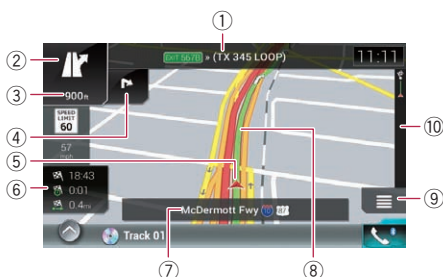 ①
② EXIT 567B » (TX 345 LOOP) 11:11
③ 900ft
④ SPEED LIMIT 60
⑤ 57 mph
⑥ 18:43
0:01
0.4mi
⑩
⑨
McDermott Fwy
Track 01
⑦ ⑧